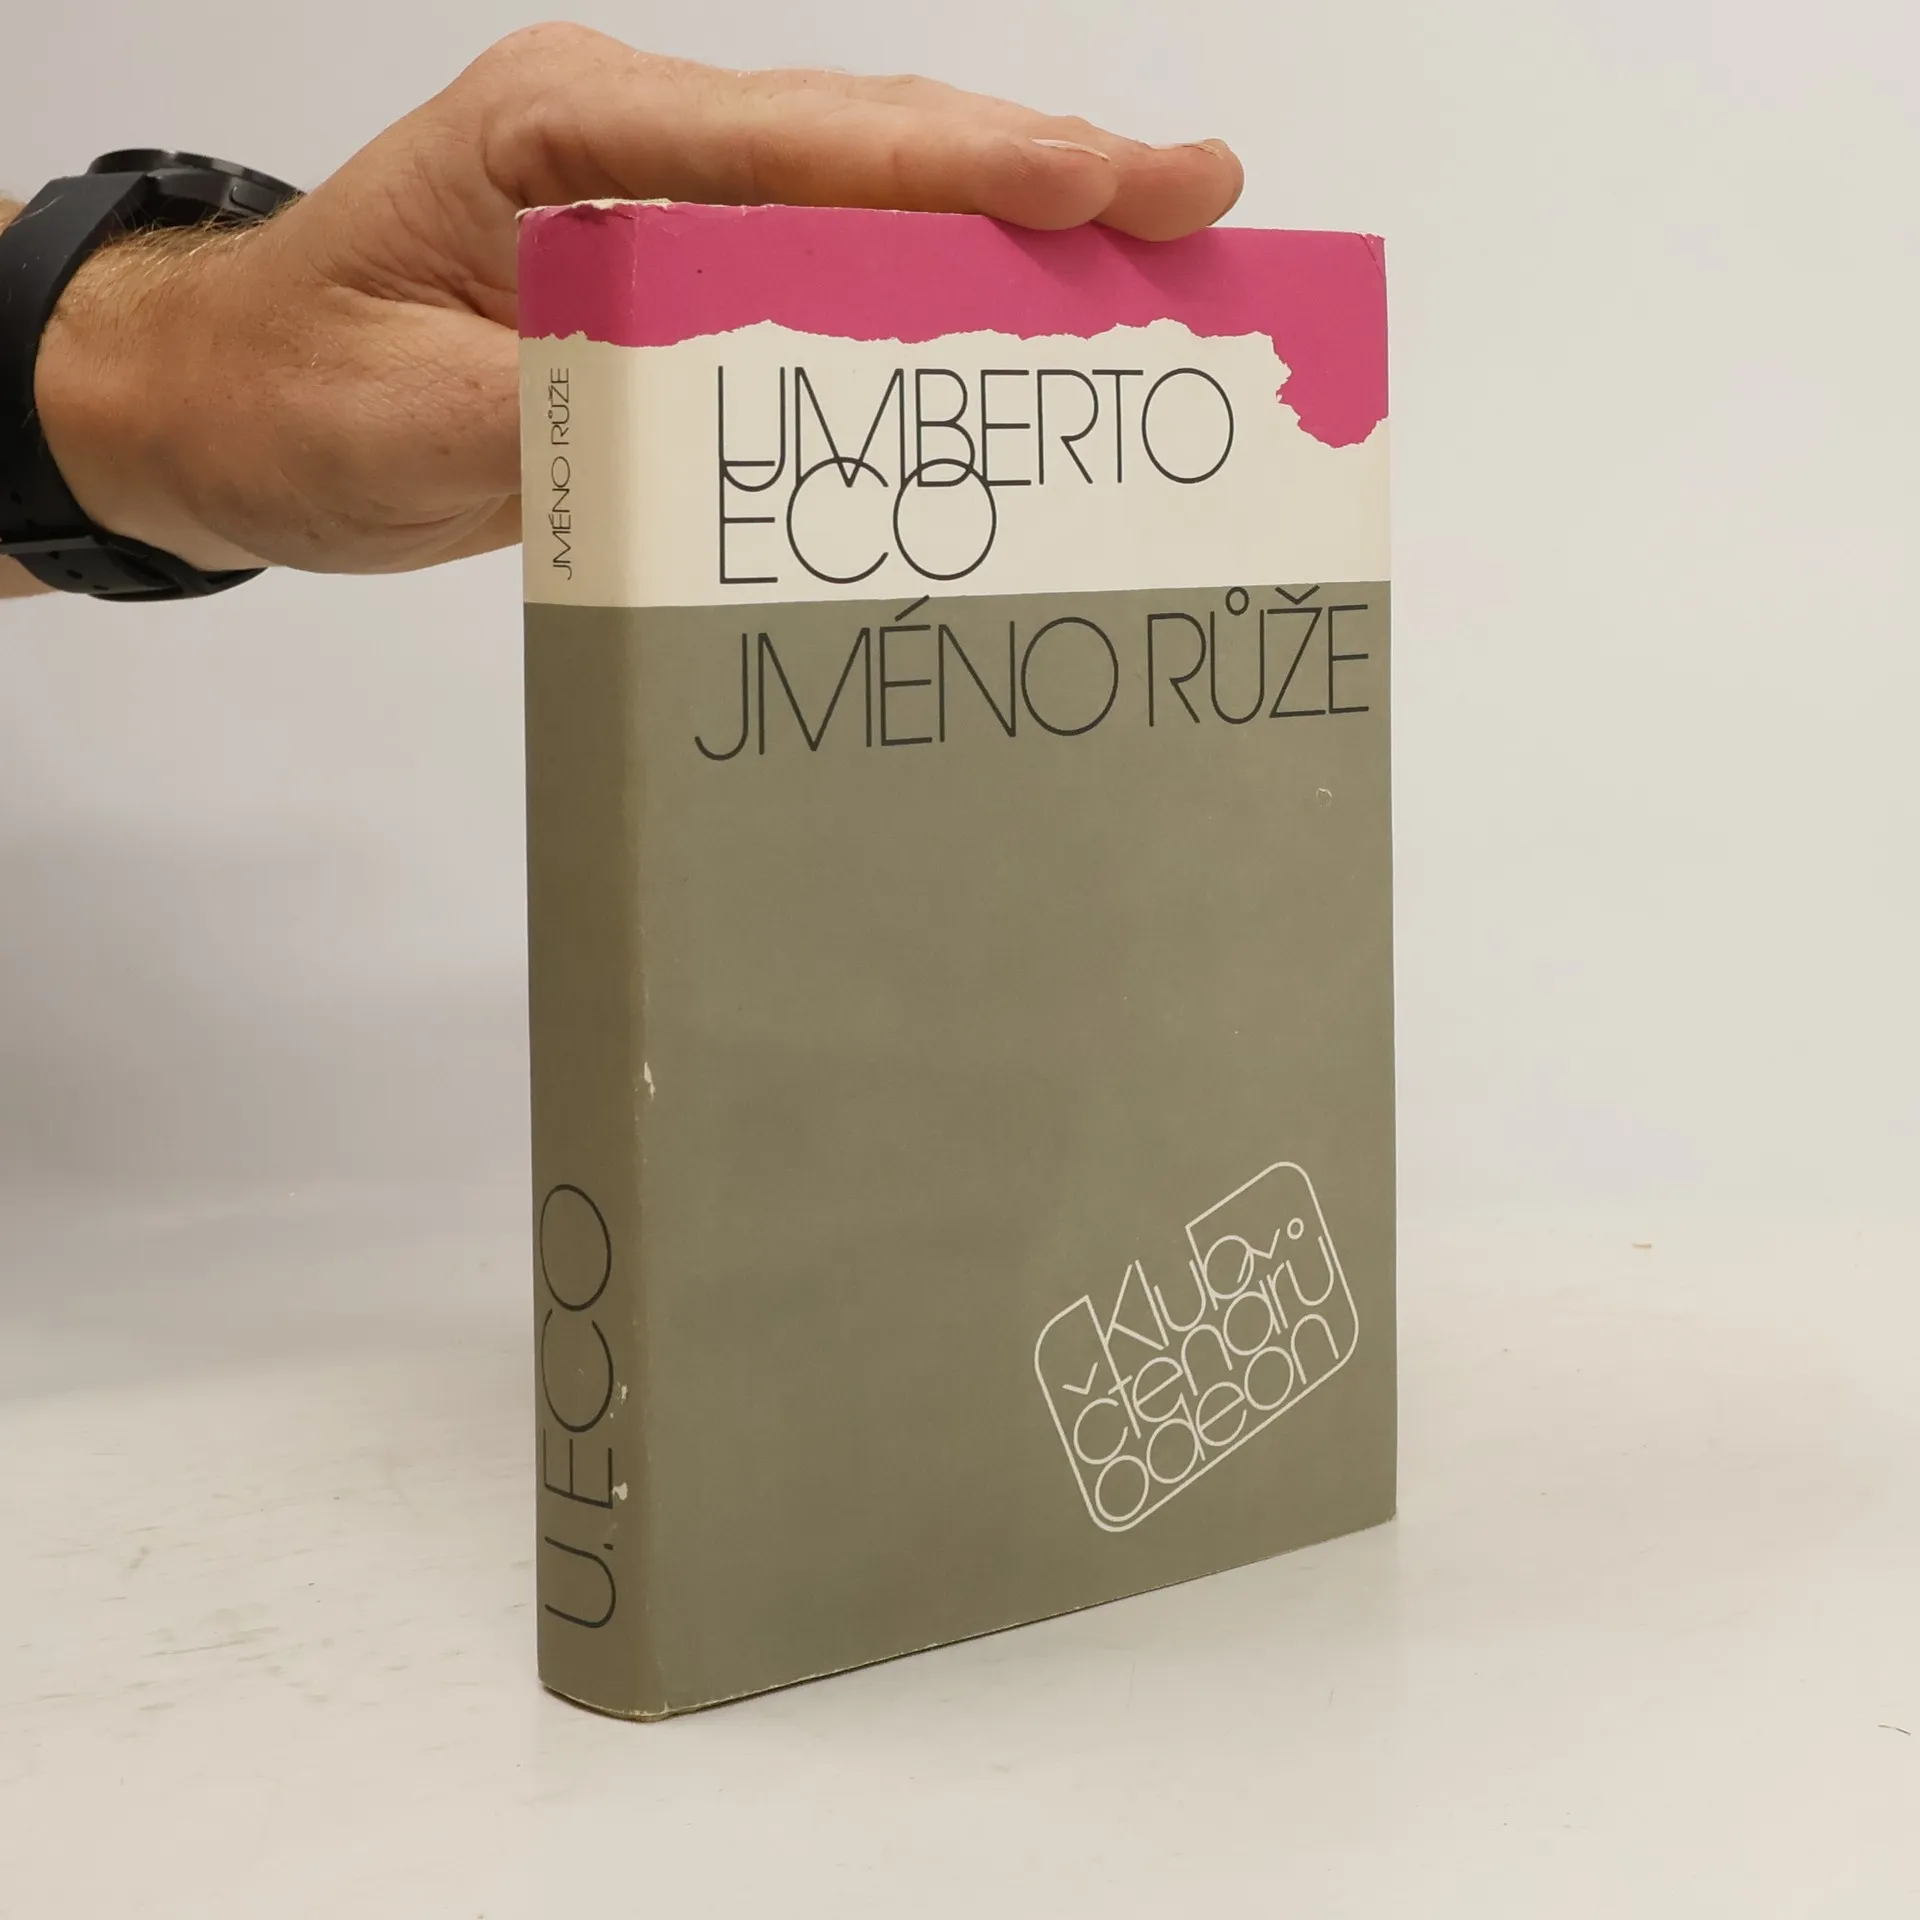 UMBERTO
ECO
JMÉNO RŮŽE
klub
čtenářů
odeon
JMÉNO RŮŽE
U. ECO